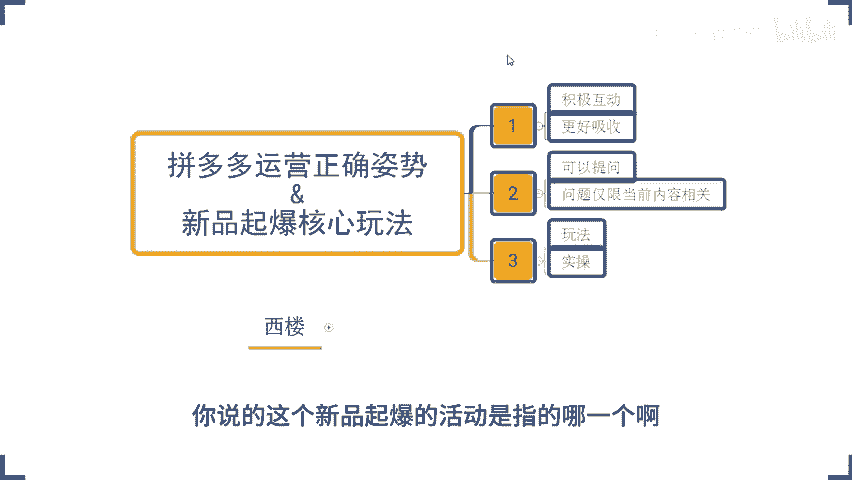 积极互动
1
更好吸收
拼多多运营正确姿势
&
新品起爆核心玩法
可以提问
2
问题仅限当前内容相关
玩法
3
实操
西楼
你说的这个新品起爆的活动是指的哪一个啊